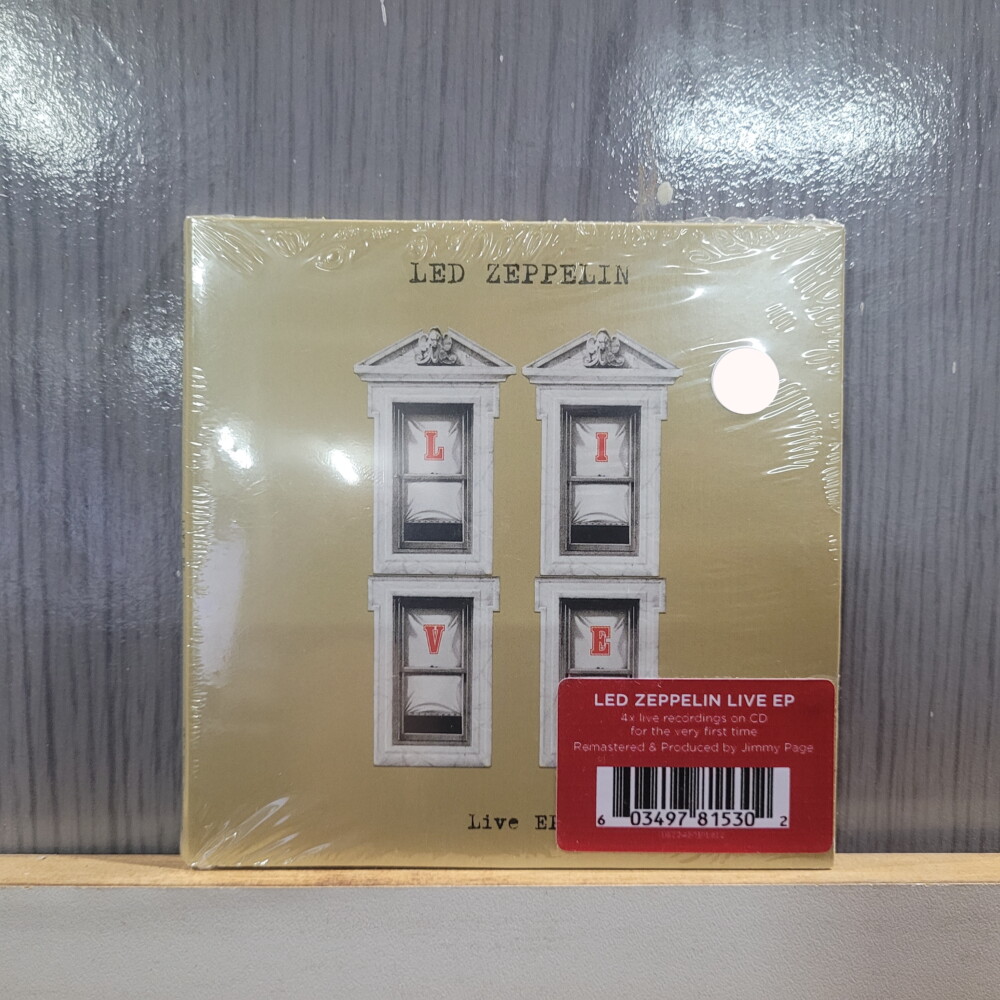 LED ZEPPELIN
L I
V E
Live EP
LED ZEPPELIN LIVE EP
4x live recordings on CD
for the very first time
Remastered & Produced by Jimmy Page
6 03497 81530 2